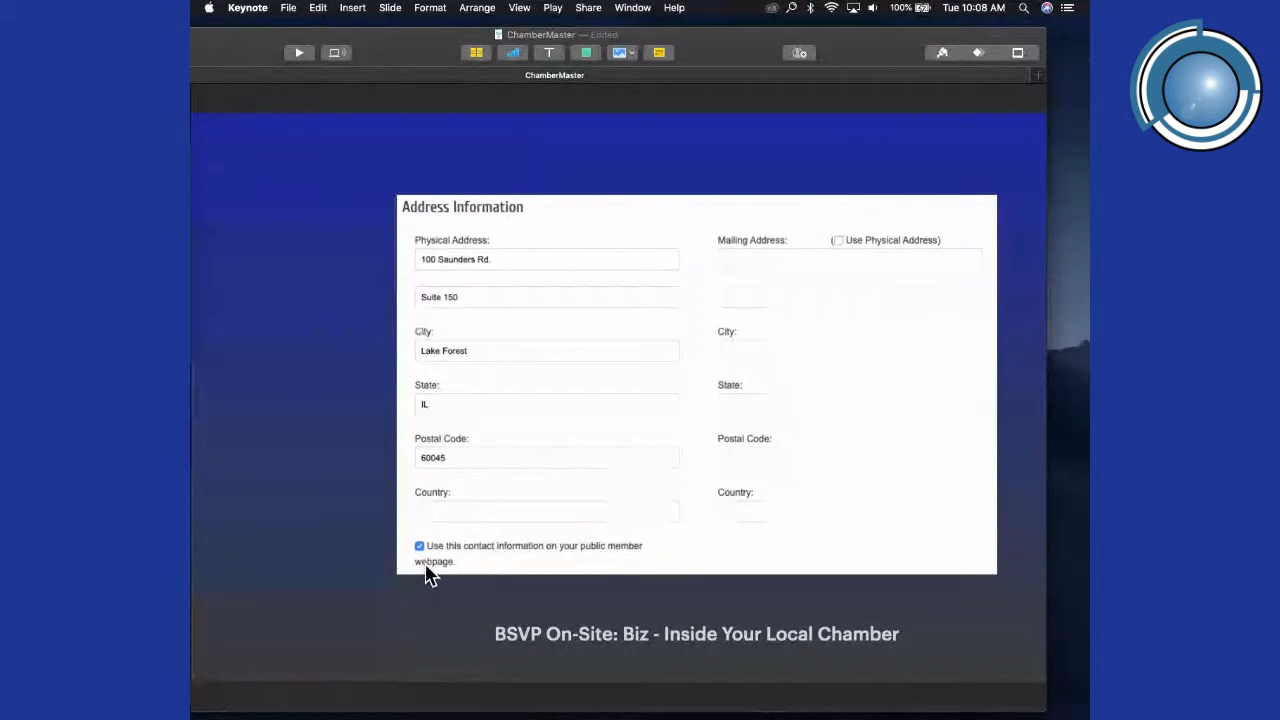 Keynote File Edit Insert Slide Format Arrange View Play Share Window Help 100% Tue 10:08 AM
ChamberMaster — Edited
ChamberMaster
Address Information
Physical Address: Mailing Address: ( Use Physical Address)
100 Saunders Rd.
Suite 150
City: City:
Lake Forest
State: State:
IL
Postal Code: Postal Code:
60045
Country: Country:
Use this contact information on your public member
webpage.
BSVP On-Site: Biz - Inside Your Local Chamber